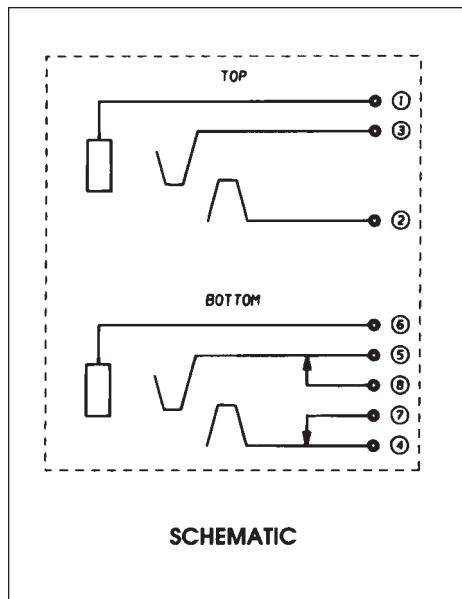 TOP
①
③
②
BOTTOM
⑥
⑤
⑧
⑦
④
SCHEMATIC